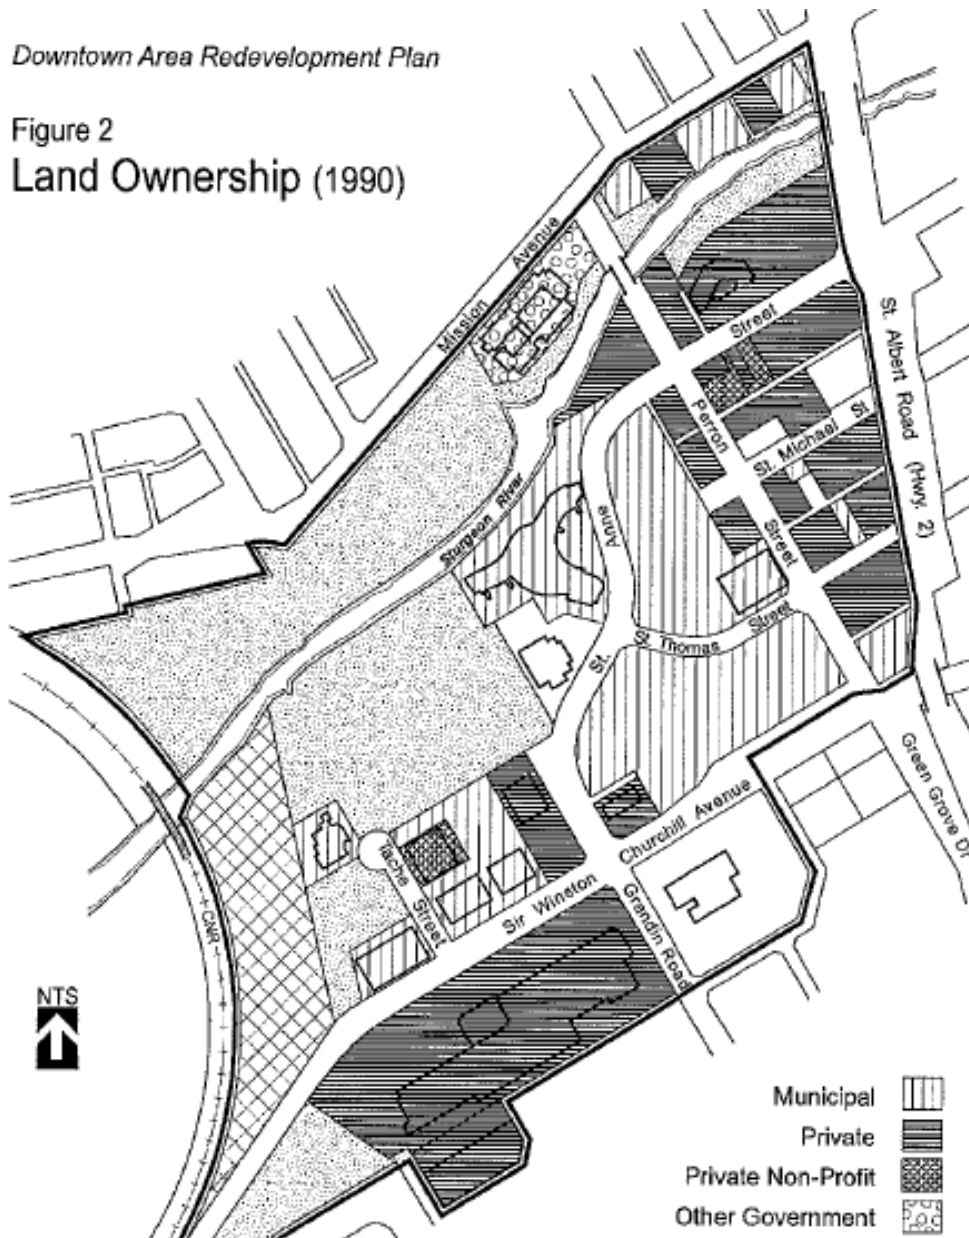 Downtown Area Redevelopment Plan
Figure 2
Land Ownership (1990)
Mission
Avenue
Street
St. Albert Road (Hwy. 2)
Perron
St. Michael St.
Street
Sturgeon River
Anne
St.
St. Thomas
Street
Green Grove Dr
Churchill Avenue
Sir Winston
Tache
Street
Grandin Road
CNR
NTS
Municipal
Private
Private Non-Profit
Other Government